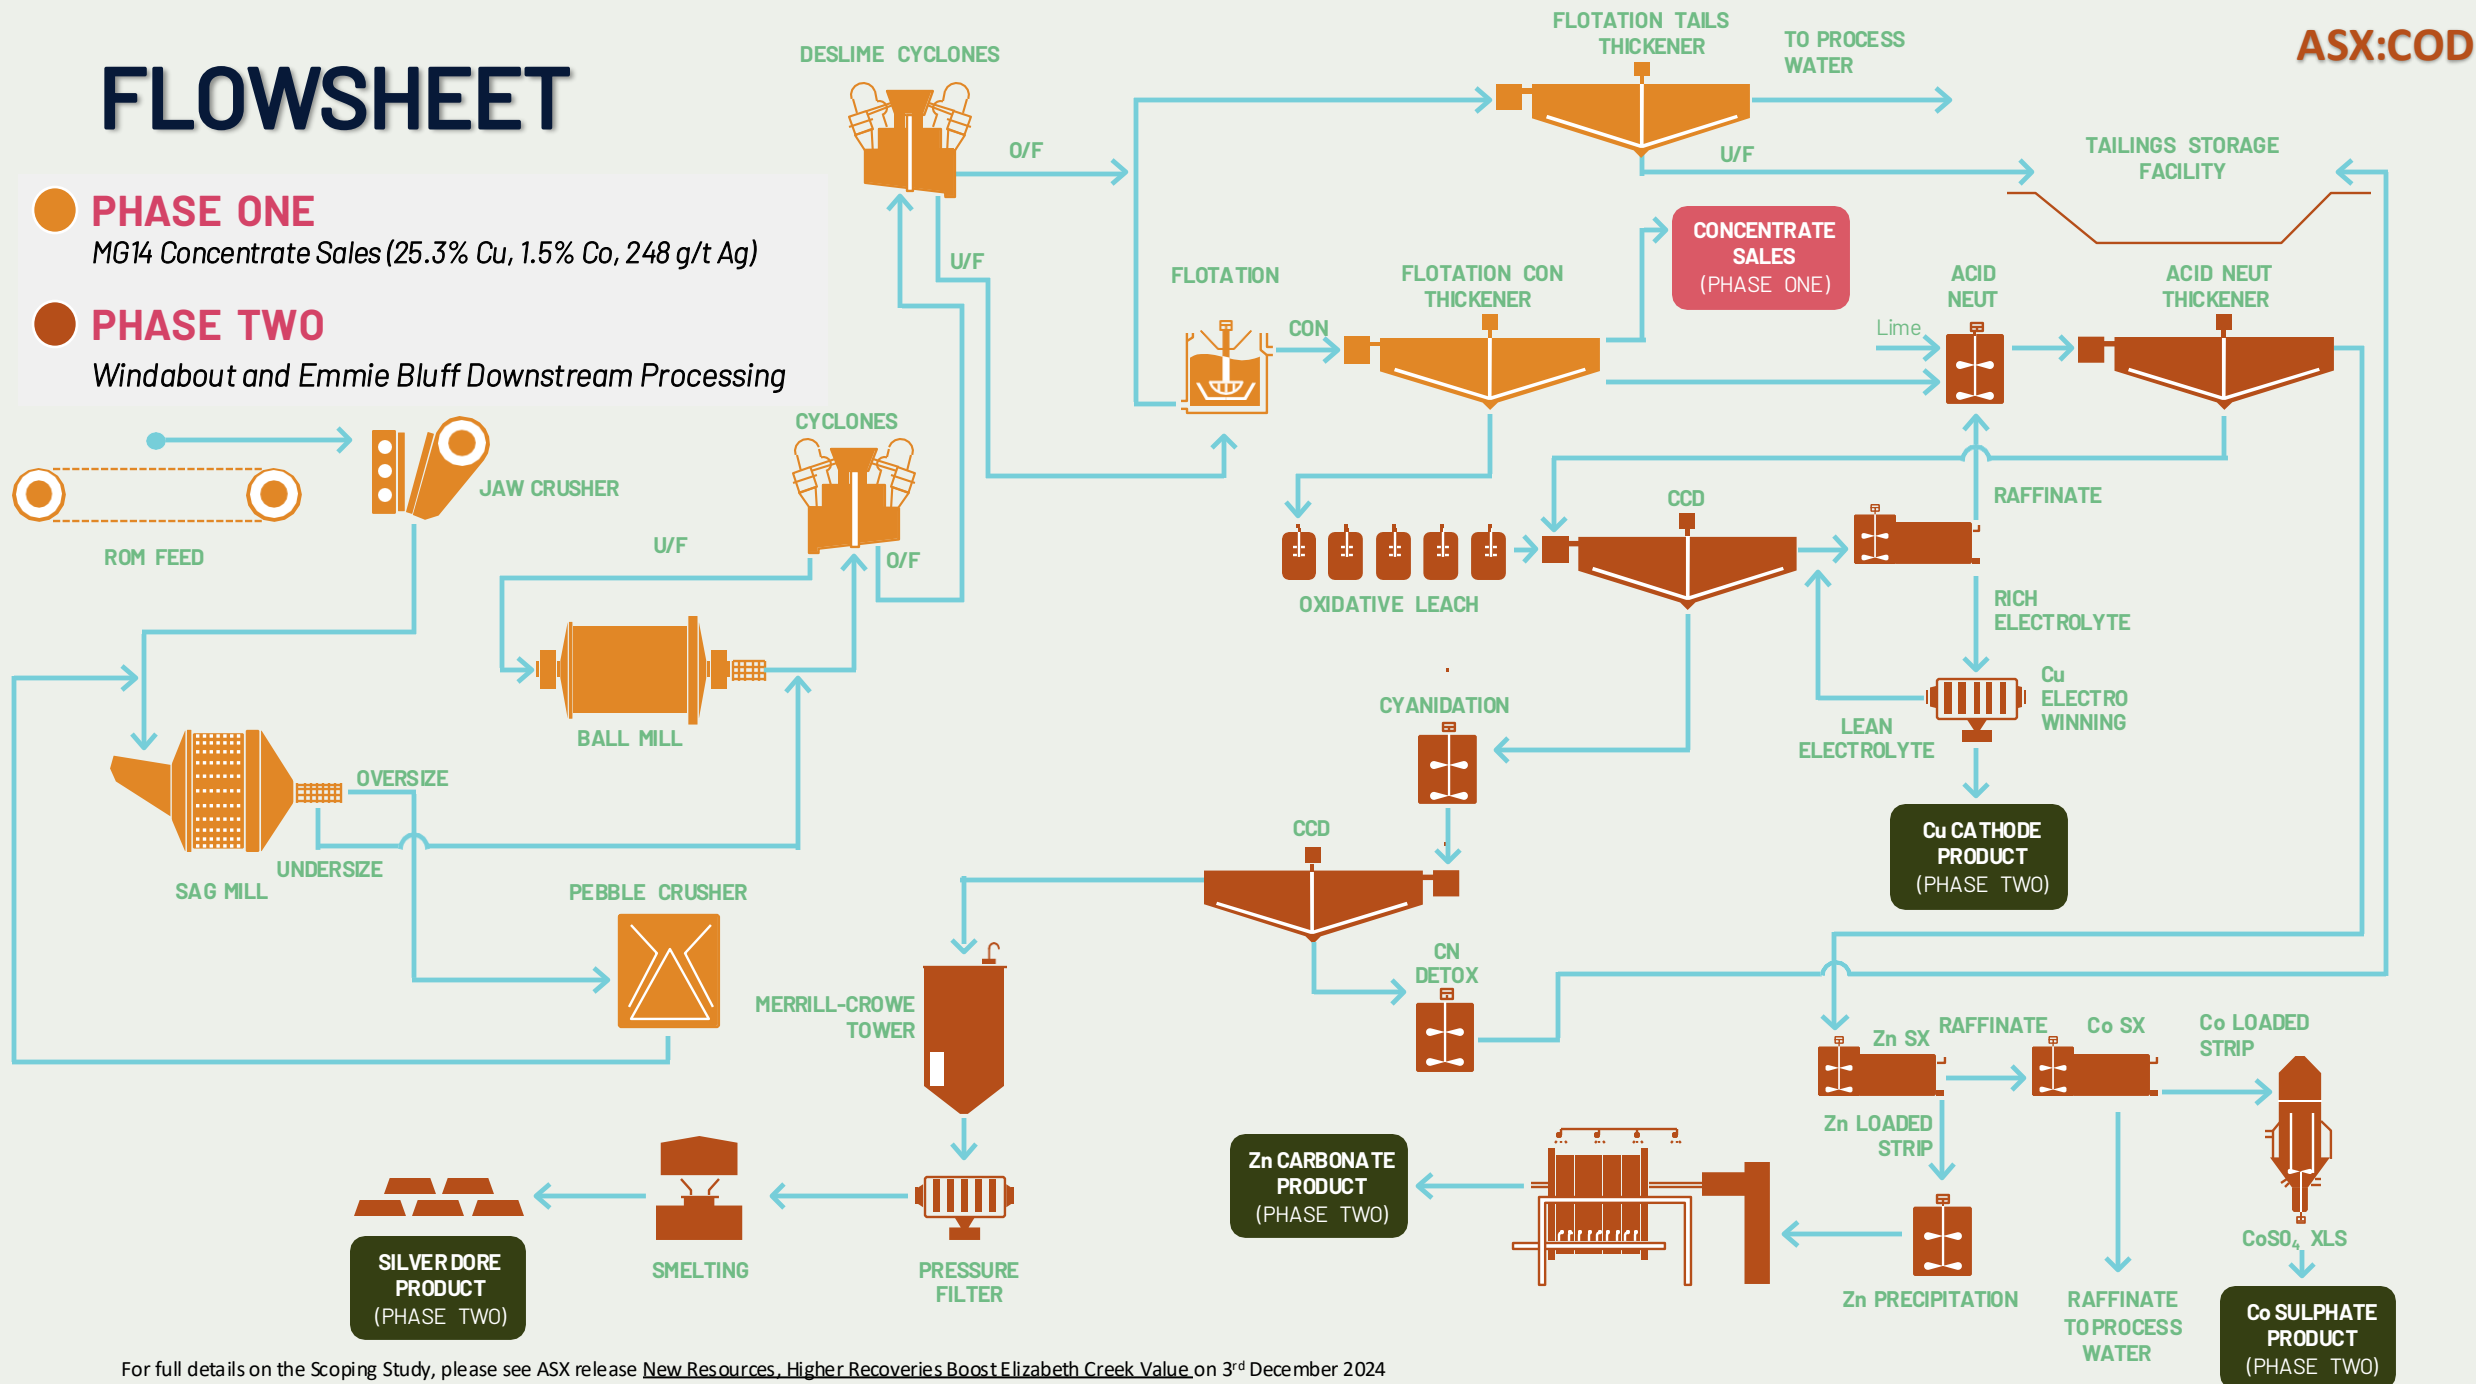 FLOWSHEET
ASX:COD
PHASE ONE
MG14 Concentrate Sales (25.3% Cu, 1.5% Co, 248 g/t Ag)
PHASE TWO
Windabout and Emmie Bluff Downstream Processing
DESLIME CYCLONES
O/F
U/F
FLOTATION TAILS
THICKENER
TO PROCESS
WATER
U/F
TAILINGS STORAGE
FACILITY
CONCENTRATE
SALES
(PHASE ONE)
FLOTATION
CON
FLOTATION CON
THICKENER
ACID
NEUT
Lime
ACID NEUT
THICKENER
CYCLONES
U/F
O/F
JAW CRUSHER
ROM FEED
BALL MILL
OVERSIZE
UNDERSIZE
SAG MILL
PEBBLE CRUSHER
OXIDATIVE LEACH
CCD
RAFFINATE
RICH
ELECTROLYTE
Cu
ELECTRO
WINNING
LEAN
ELECTROLYTE
Cu CATHODE
PRODUCT
(PHASE TWO)
CYANIDATION
CCD
CN
DETOX
MERRILL-CROWE
TOWER
PRESSURE
FILTER
SMELTING
SILVER DORE
PRODUCT
(PHASE TWO)
Zn SX
RAFFINATE
Co SX
Co LOADED
STRIP
Zn LOADED
STRIP
Zn CARBONATE
PRODUCT
(PHASE TWO)
Zn PRECIPITATION
RAFFINATE
TO PROCESS
WATER
CoSO₄ XLS
Co SULPHATE
PRODUCT
(PHASE TWO)
For full details on the Scoping Study, please see ASX release New Resources, Higher Recoveries Boost Elizabeth Creek Value on 3rd December 2024